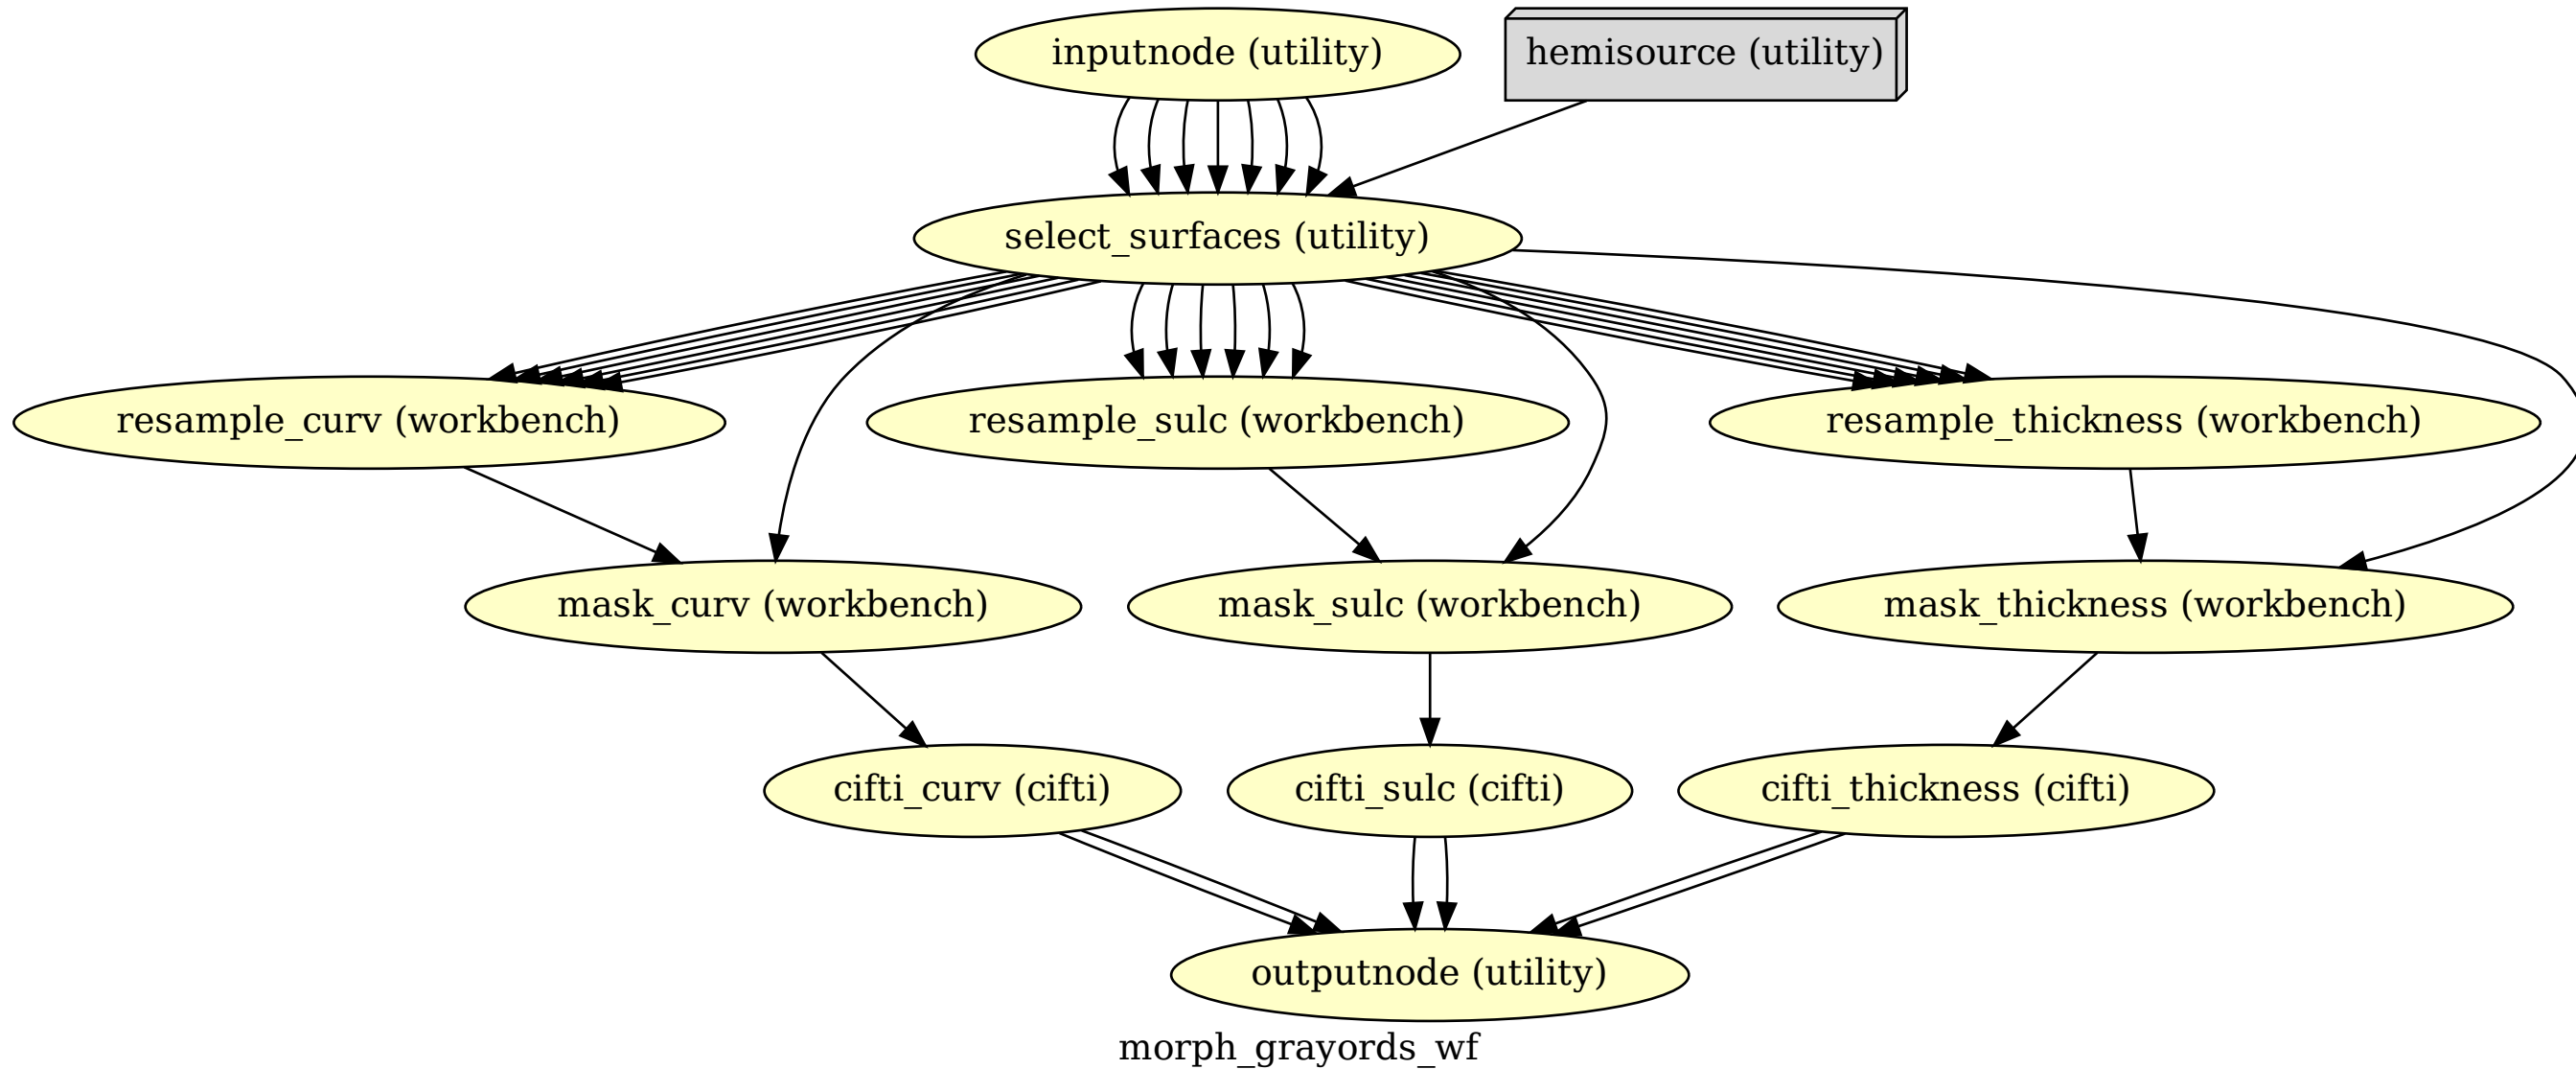 inputnode (utility)
hemisource (utility)
select_surfaces (utility)
resample_curv (workbench)
resample_sulc (workbench)
resample_thickness (workbench)
mask_curv (workbench)
mask_sulc (workbench)
mask_thickness (workbench)
cifti_curv (cifti)
cifti_sulc (cifti)
cifti_thickness (cifti)
outputnode (utility)
morph_grayords_wf